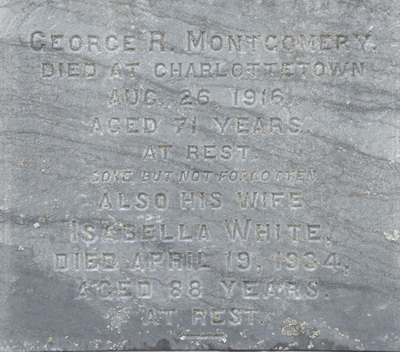 GEORGE R. MONTGOMERY.
DIED AT CHARLOTTETOWN
AUG. 26 1916,
AGED 71 YEARS.
AT REST.
GONE, BUT NOT FORGOTTEN.
ALSO HIS WIFE
ISABELLA WHITE,
DIED APRIL 19, 1934,
AGED 88 YEARS.
AT REST.